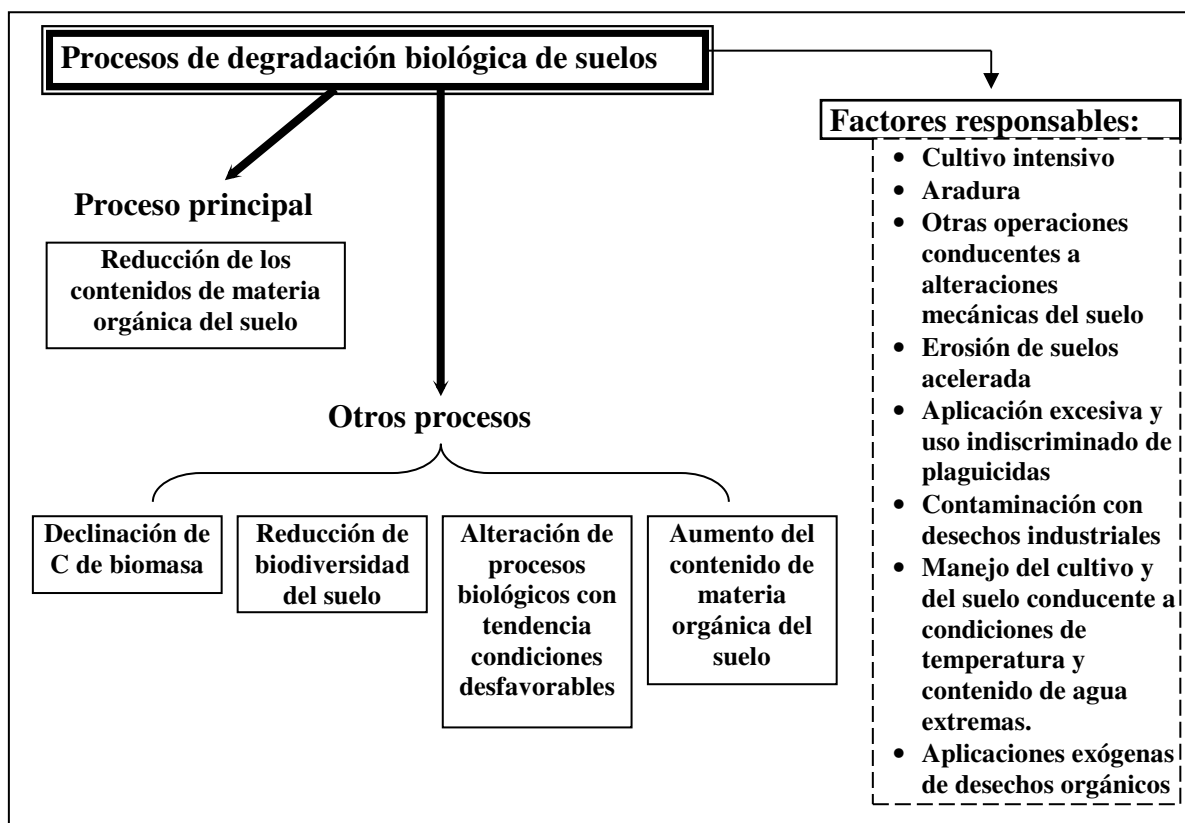 Procesos de degradación biológica de suelos
Factores responsables:
• Cultivo intensivo
• Aradura
• Otras operaciones
conducentes a
alteraciones
mecánicas del suelo
• Erosión de suelos
acelerada
• Aplicación excesiva y
uso indiscriminado de
plaguicidas
• Contaminación con
desechos industriales
• Manejo del cultivo y
del suelo conducente a
condiciones de
temperatura y
contenido de agua
extremas.
• Aplicaciones exógenas
de desechos orgánicos
Proceso principal
Reducción de los
contenidos de materia
orgánica del suelo
Otros procesos
Declinación de
C de biomasa
Reducción de
biodiversidad
del suelo
Alteración de
procesos
biológicos con
tendencia
condiciones
desfavorables
Aumento del
contenido de
materia
orgánica del
suelo